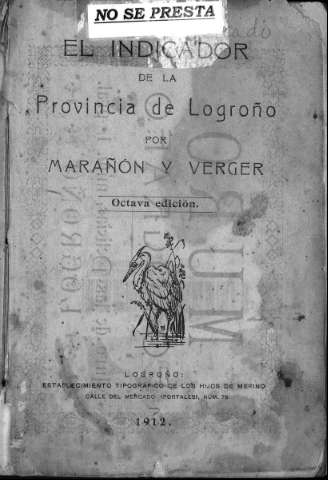 NO SE PRESTA
EL INDICADOR
DE LA
Provincia de Logroño
POR
MARAÑÓN Y VERGER
Octava edición.
LOGROÑO:
ESTABLECIMIENTO TIPOGRÁFICO DE LOS HIJOS DE MERINO
CALLE DEL MERCADO (PORTALES), NÚM. 75
1912.